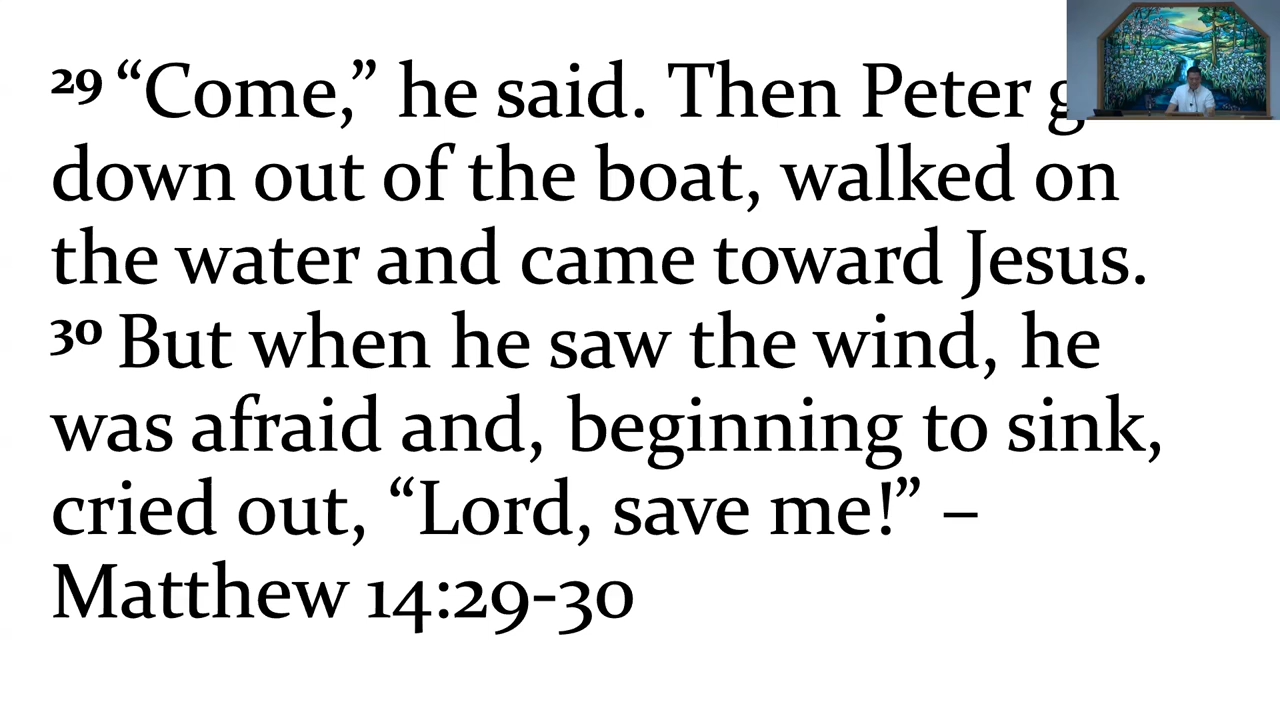 29 “Come,” he said. Then Peter
down out of the boat, walked on
the water and came toward Jesus.
30 But when he saw the wind, he
was afraid and, beginning to sink,
cried out, “Lord, save me!” –
Matthew 14:29-30